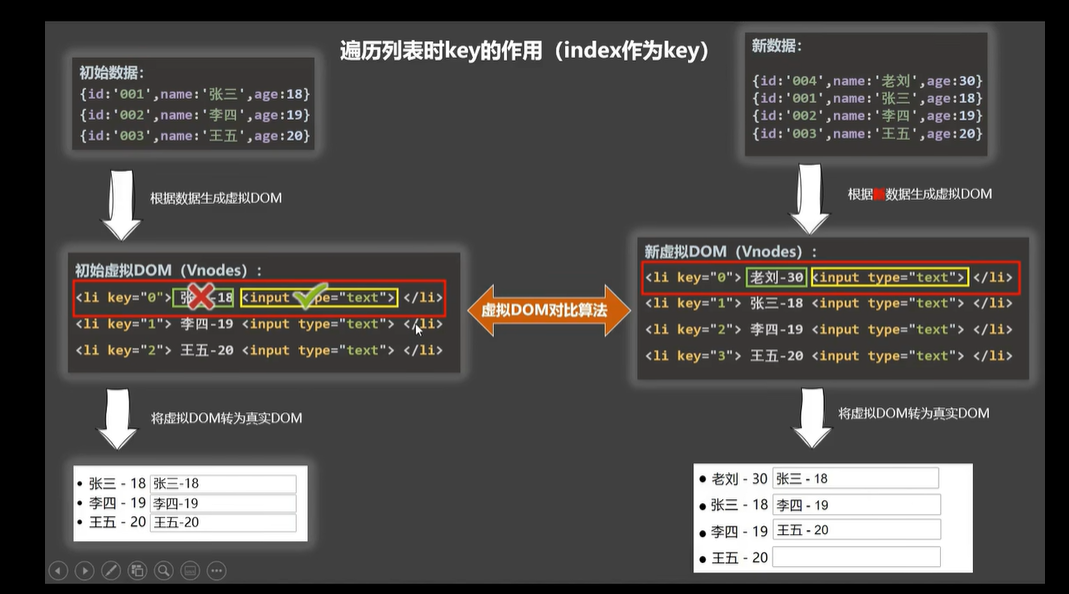 遍历列表时key的作用（index作为key）
初始数据：
{id:'001',name:'张三',age:18}
{id:'002',name:'李四',age:19}
{id:'003',name:'王五',age:20}
根据数据生成虚拟DOM
初始虚拟DOM（Vnodes）：
<li key="0"> 张-18 <input type="text"> </li>
<li key="1"> 李四-19 <input type="text"> </li>
<li key="2"> 王五-20 <input type="text"> </li>
将虚拟DOM转为真实DOM
• 张三 - 18 张三-18
• 李四 - 19 李四-19
• 王五 - 20 王五-20
虚拟DOM对比算法
新数据：
{id:'004',name:'老刘',age:30}
{id:'001',name:'张三',age:18}
{id:'002',name:'李四',age:19}
{id:'003',name:'王五',age:20}
根据数据生成虚拟DOM
新虚拟DOM（Vnodes）：
<li key="0"> 老刘-30 <input type="text"> </li>
<li key="1"> 张三-18 <input type="text"> </li>
<li key="2"> 李四-19 <input type="text"> </li>
<li key="3"> 王五-20 <input type="text"> </li>
将虚拟DOM转为真实DOM
• 老刘 - 30 张三 - 18
• 张三 - 18 李四 - 19
• 李四 - 19 王五 - 20
• 王五 - 20